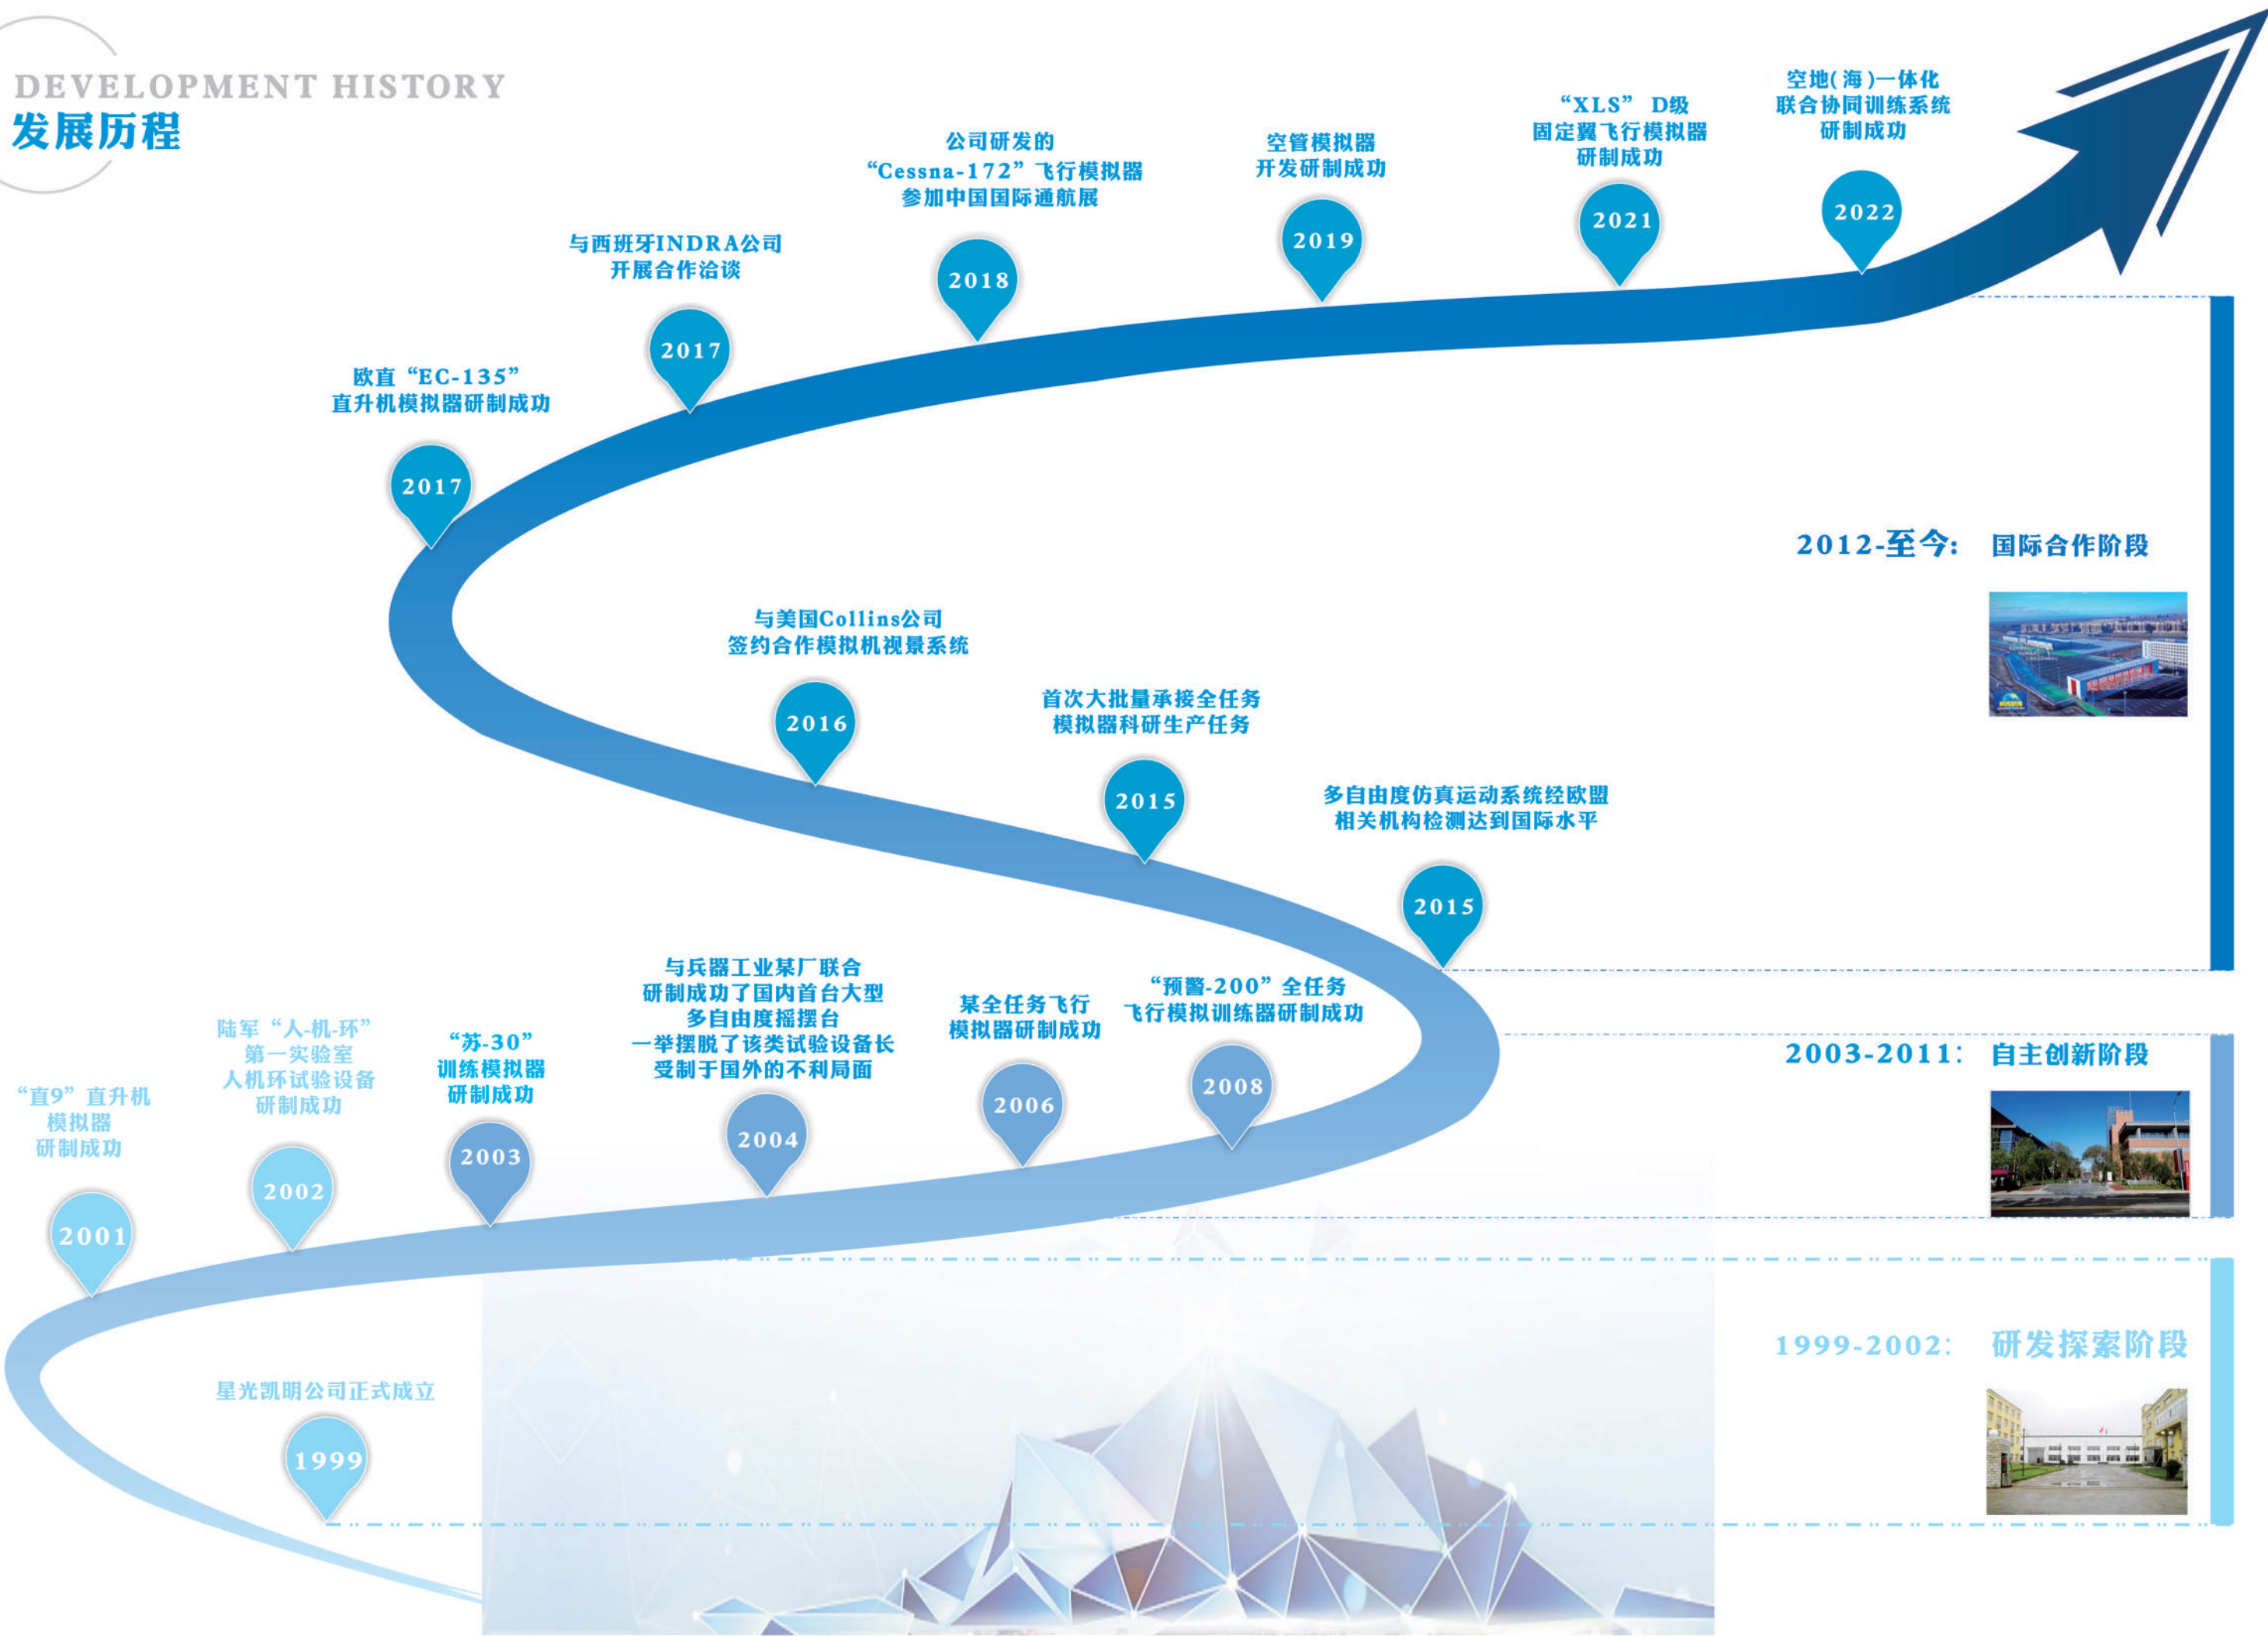 DEVELOPMENT HISTORY
发展历程
空地(海)一体化
联合协同训练系统
研制成功
2022
“XLS” D级
固定翼飞行模拟器
研制成功
2021
空管模拟器
开发研制成功
2019
公司研发的
“Cessna-172”飞行模拟器
参加中国国际通航展
2018
与西班牙INDRA公司
开展合作洽谈
2017
欧直“EC-135”
直升机模拟器研制成功
2017
2012-至今: 国际合作阶段
与美国Collins公司
签约合作模拟机视景系统
2016
首次大批量承接全任务
模拟器科研生产任务
2015
多自由度仿真运动系统经欧盟
相关机构检测达到国际水平
2015
“预警-200”全任务
飞行模拟训练器研制成功
2008
某全任务飞行
模拟器研制成功
2006
与兵器工业某厂联合
研制成功了国内首台大型
多自由度摇摆台
一举摆脱了该类试验设备长
受制于国外的不利局面
2004
“苏-30”
训练模拟器
研制成功
2003
2003-2011: 自主创新阶段
陆军“人-机-环”
第一实验室
人机环试验设备
研制成功
2002
“直9”直升机
模拟器
研制成功
2001
1999-2002: 研发探索阶段
星光凯明公司正式成立
1999